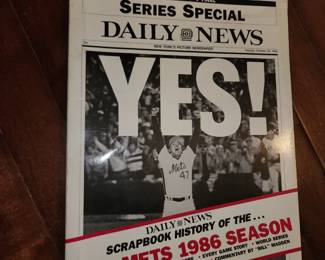 SERIES SPECIAL
DAILY NEWS
NEW YORK'S PICTURE NEWSPAPER
YES!
Mets
47
DAILY NEWS
SCRAPBOOK HISTORY OF THE...
METS 1986 SEASON
• EVERY GAME STORY • WORLD SERIES
• COMMENTARY BY "BILL" MADDEN